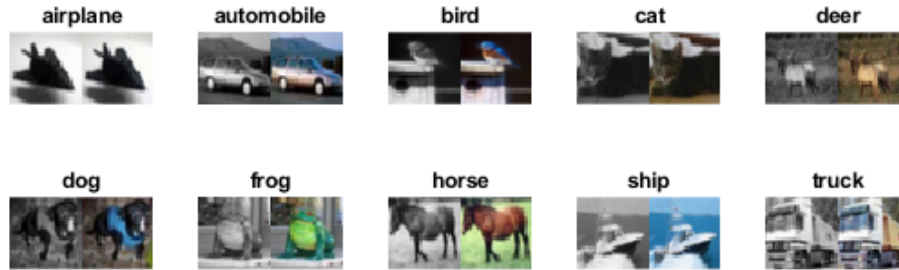 airplane automobile bird cat deer
dog frog horse ship truck